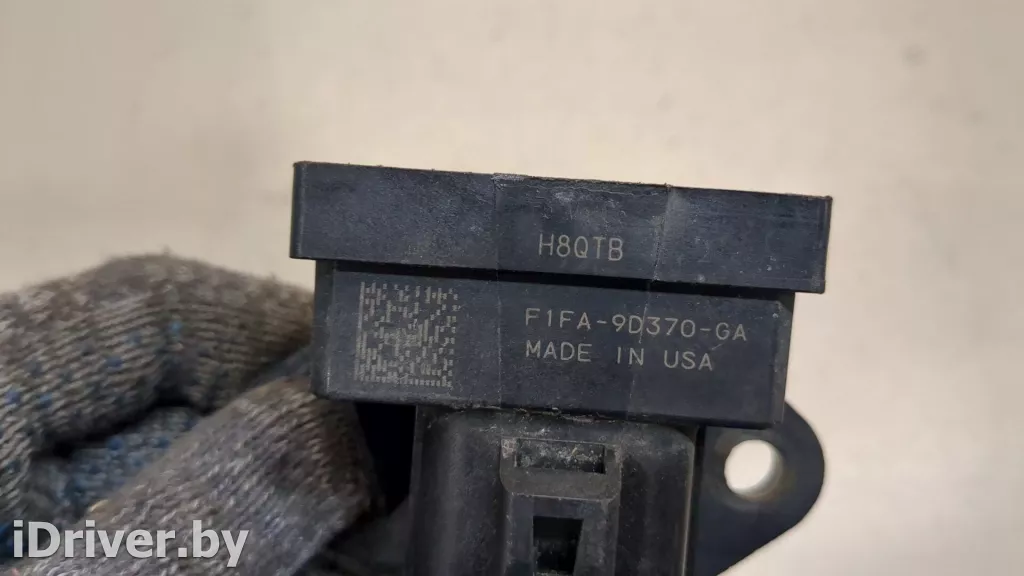 H8QTB
F1FA-9D370-GA
MADE IN USA
iDriver.by